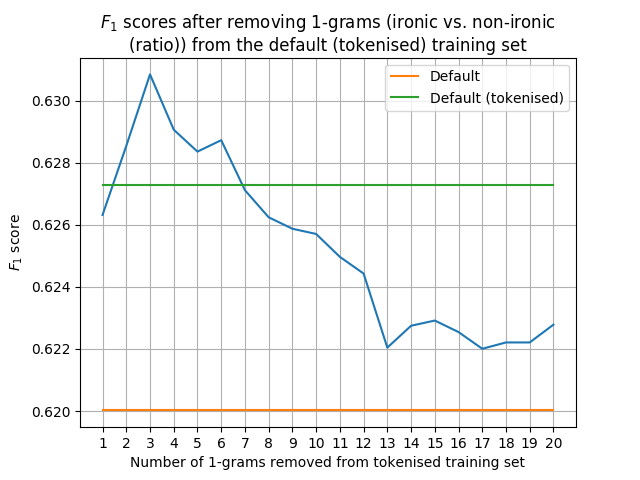 F1 scores after removing 1-grams (ironic vs. non-ironic
(ratio)) from the default (tokenised) training set
Default
Default (tokenised)
0.630
0.628
0.626
0.624
0.622
0.620
F1 score
1 2 3 4 5 6 7 8 9 10 11 12 13 14 15 16 17 18 19 20
Number of 1-grams removed from tokenised training set